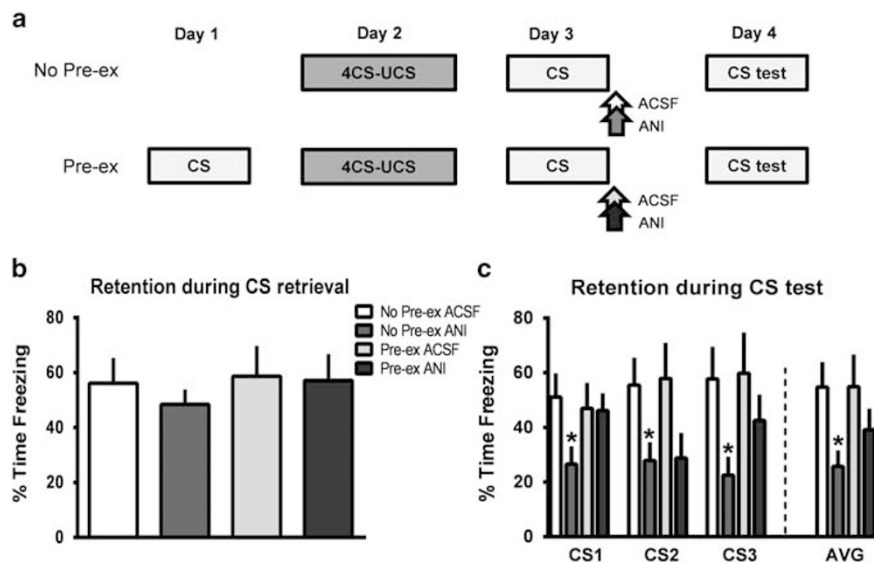 a
Day 1 Day 2 Day 3 Day 4
No Pre-ex 4CS-UCS CS CS test
ACSF
ANI
Pre-ex CS 4CS-UCS CS CS test
ACSF
ANI
b
Retention during CS retrieval
% Time Freezing
80
60
40
20
0
No Pre-ex ACSF
No Pre-ex ANI
Pre-ex ACSF
Pre-ex ANI
c
Retention during CS test
% Time Freezing
80
60
40
20
0
* * * *
CS1 CS2 CS3 AVG